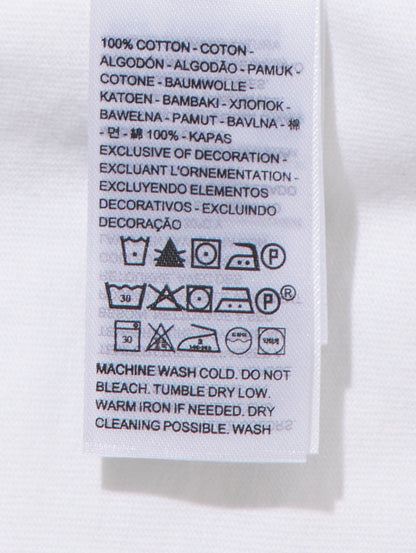 100% COTTON - COTON -
ALGODÓN - ALGODÃO - PAMUK -
COTONE - BAUMWOLLE -
KATOEN - BAMBAKI - ХЛОПОК -
BAWEŁNA - PAMUT - BAVLNA - 棉
- 면 - 綿 100% - KAPAS
EXCLUSIVE OF DECORATION -
EXCLUANT L'ORNEMENTATION -
EXCLUYENDO ELEMENTOS
DECORATIVOS - EXCLUINDO
DECORAÇÃO
P
30 P ®
30
MACHINE WASH COLD. DO NOT
BLEACH. TUMBLE DRY LOW.
WARM IRON IF NEEDED. DRY
CLEANING POSSIBLE. WASH